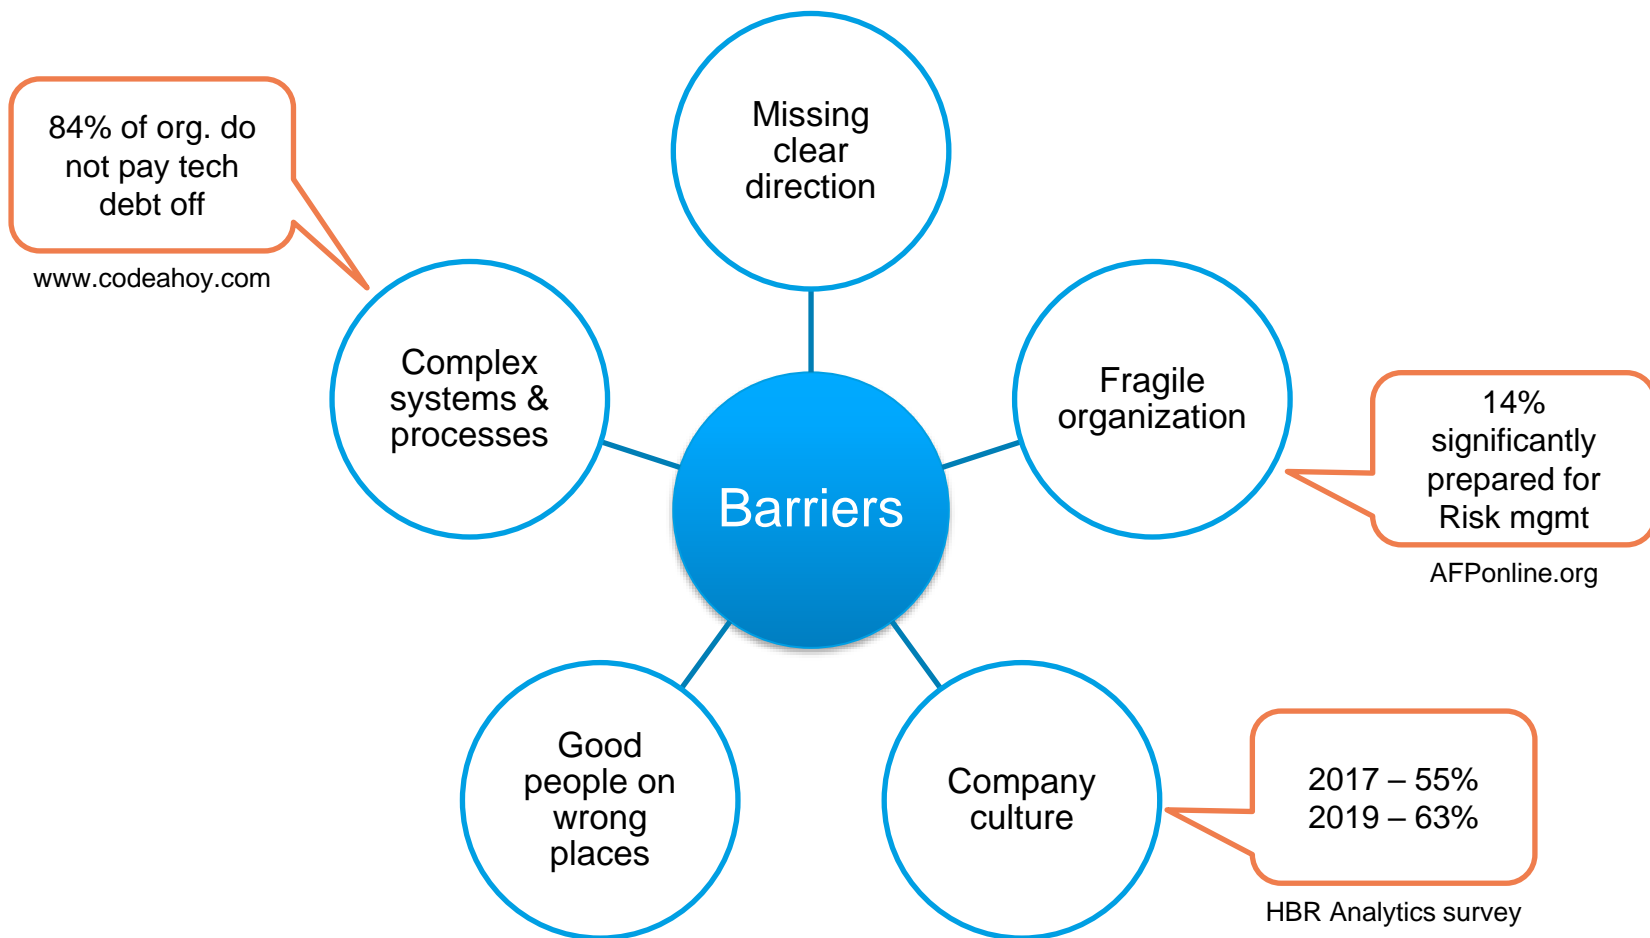 Missing
clear
direction
84% of org. do
not pay tech
debt off
www.codeahoy.com
Complex
systems &
processes
Fragile
organization
14%
significantly
prepared for
Risk mgmt
AFPonline.org
Barriers
Good
people on
wrong
places
Company
culture
2017 – 55%
2019 – 63%
HBR Analytics survey